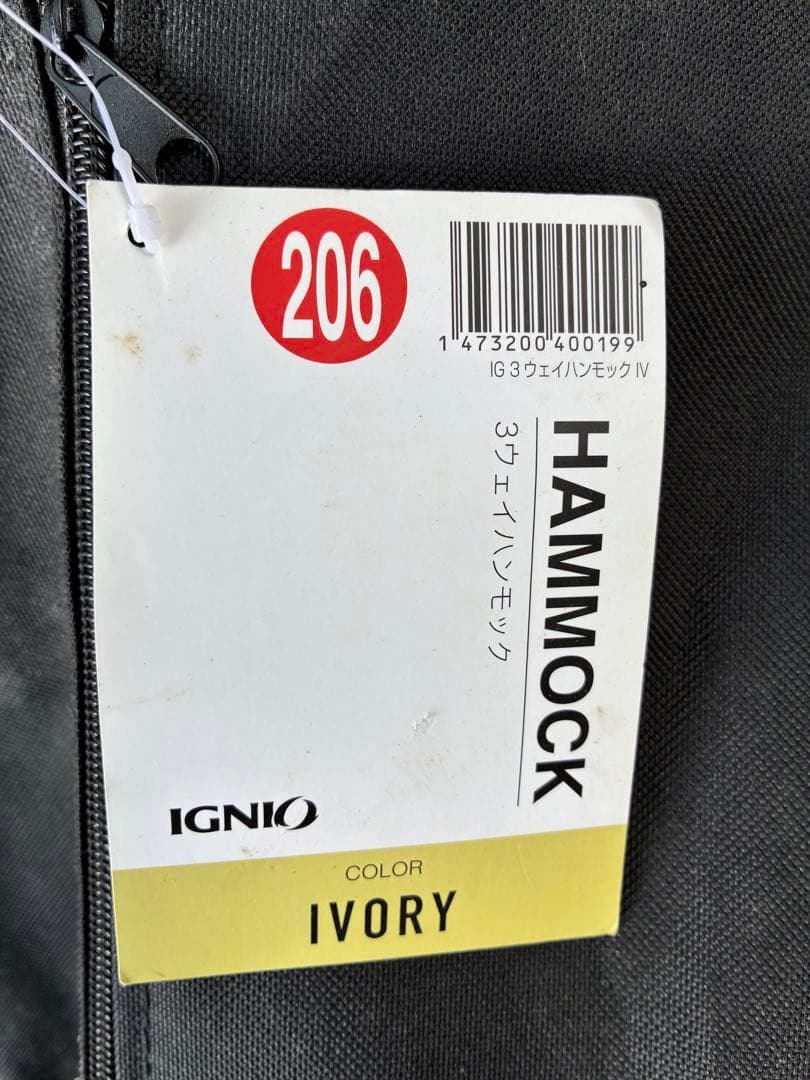 206
1 473200 400199
IG 3 ウェイハンモック IV
HAMMOCK
3ウェイハンモック
IGNIO
COLOR
IVORY